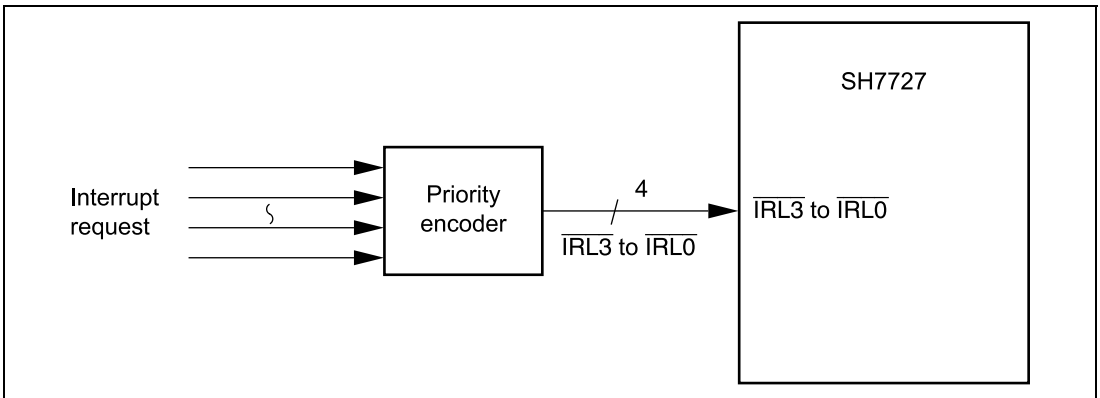 SH7727
Interrupt
request
Priority
encoder
4
IRL3 to IRL0
IRL3 to IRL0